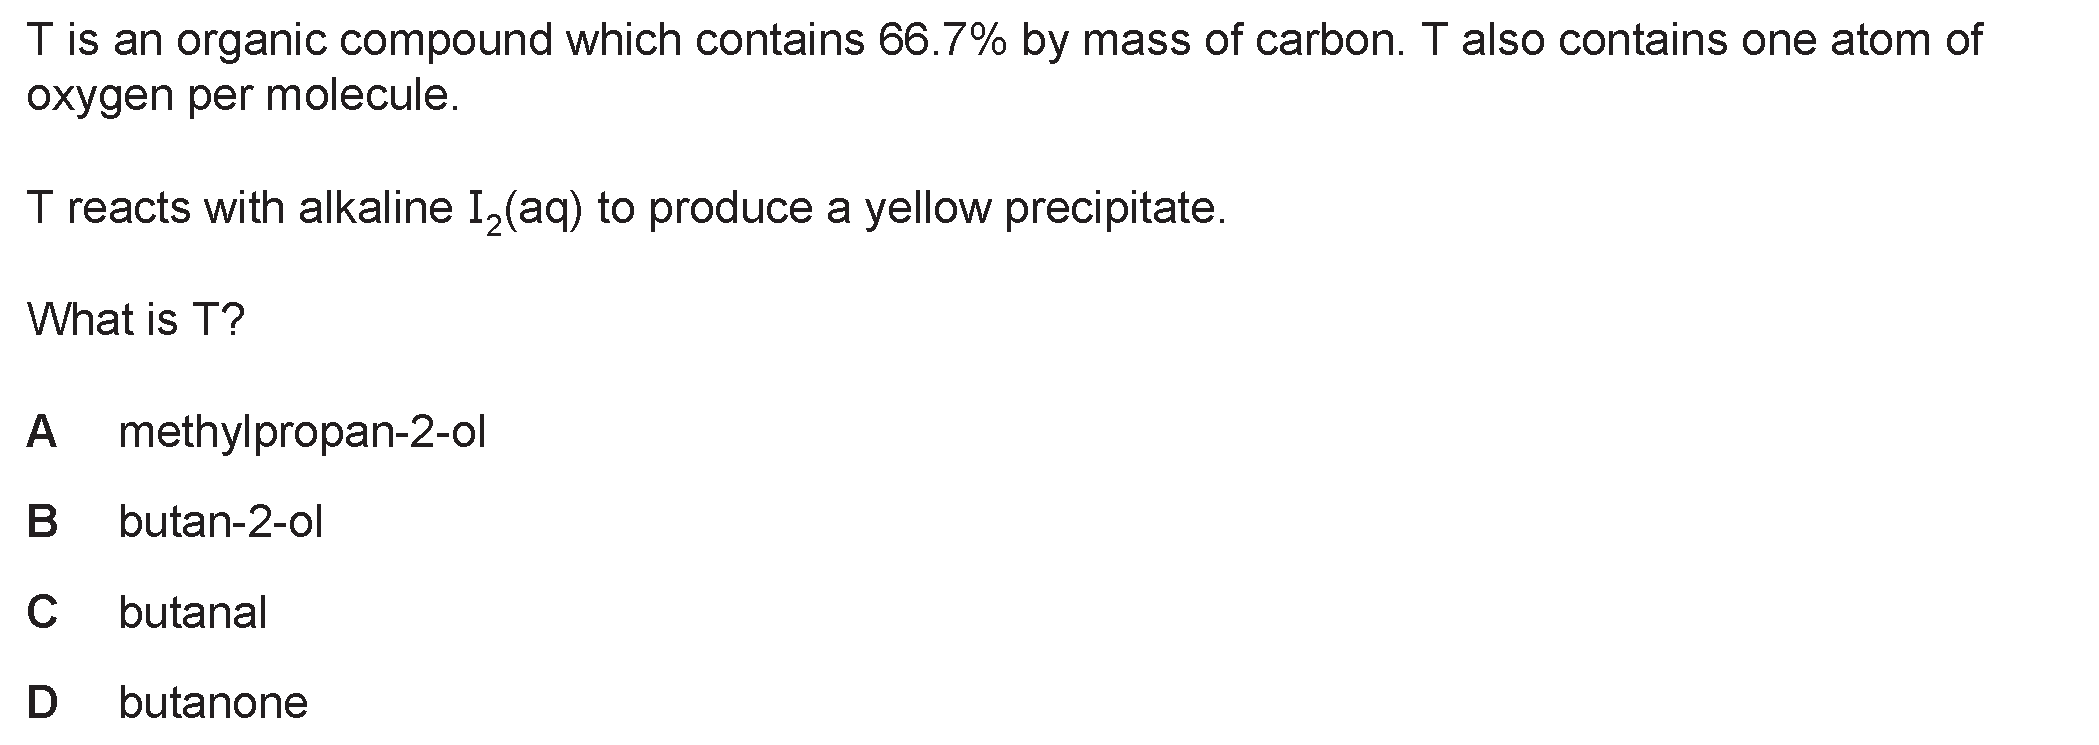 T is an organic compound which contains 66.7% by mass of carbon. T also contains one atom of
oxygen per molecule.
T reacts with alkaline I₂(aq) to produce a yellow precipitate.
What is T?
A methylpropan-2-ol
B butan-2-ol
C butanal
D butanone